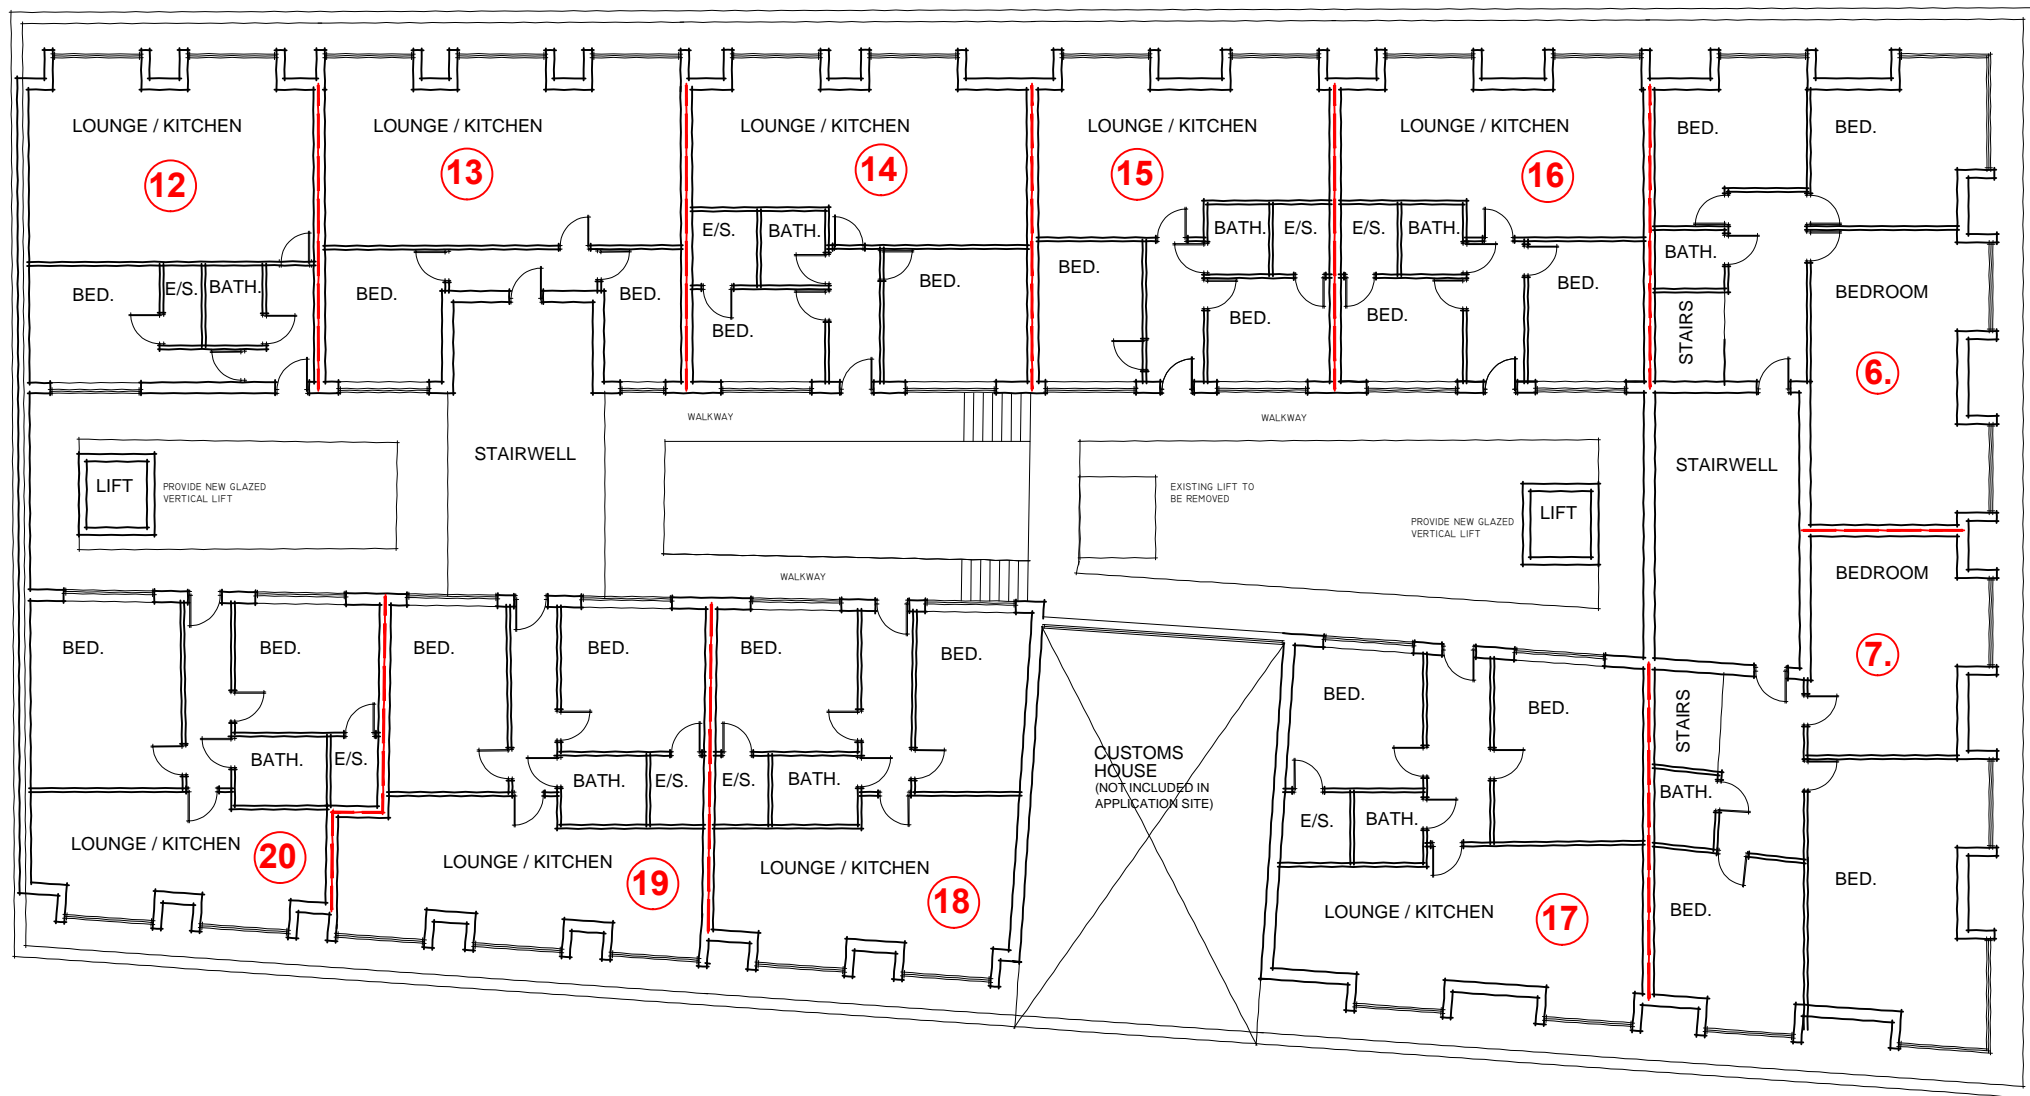 LOUNGE / KITCHEN
12
BED.
E/S.
BATH.
LOUNGE / KITCHEN
13
BED.
BED.
LOUNGE / KITCHEN
14
E/S.
BATH.
BED.
BED.
LOUNGE / KITCHEN
15
BED.
BATH.
E/S.
BED.
LOUNGE / KITCHEN
16
E/S.
BATH.
BED.
BED.
BED.
BED.
BATH.
STAIRS
BEDROOM
6.
WALKWAY
WALKWAY
LIFT
PROVIDE NEW GLAZED
VERTICAL LIFT
STAIRWELL
EXISTING LIFT TO
BE REMOVED
PROVIDE NEW GLAZED
VERTICAL LIFT
LIFT
STAIRWELL
WALKWAY
BEDROOM
7.
BED.
BED.
BATH.
E/S.
LOUNGE / KITCHEN
20
BED.
BED.
BATH.
E/S.
LOUNGE / KITCHEN
19
BED.
BED.
E/S.
BATH.
LOUNGE / KITCHEN
18
CUSTOMS
HOUSE
(NOT INCLUDED IN
APPLICATION SITE)
BED.
BED.
E/S.
BATH.
LOUNGE / KITCHEN
17
STAIRS
BATH.
BED.
BED.